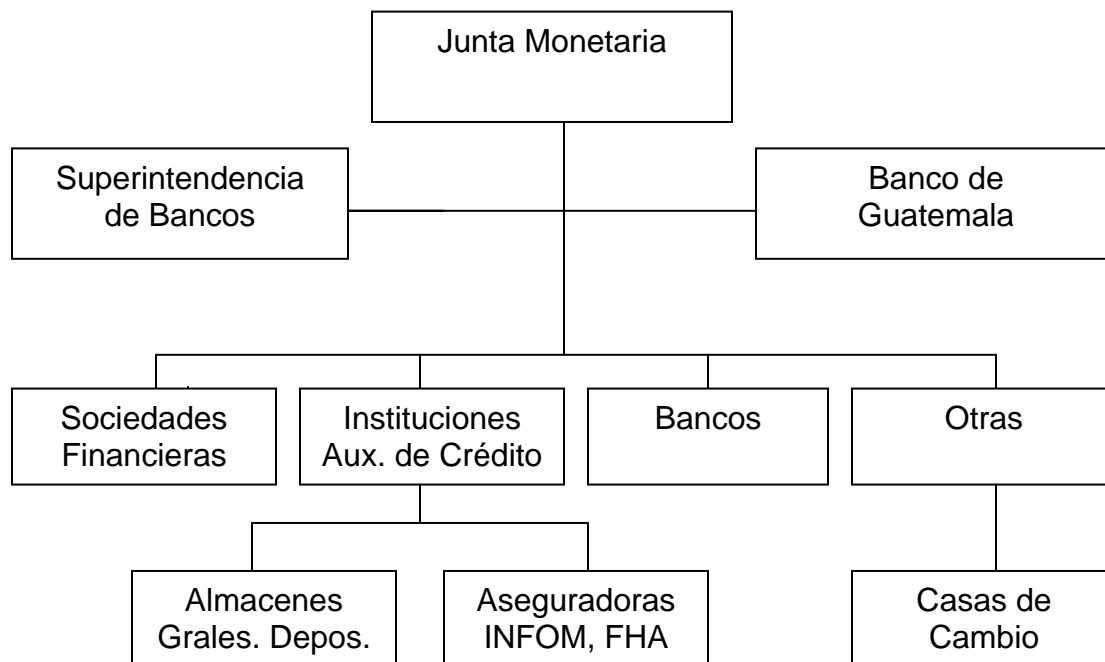 Junta Monetaria
Superintendencia
de Bancos
Banco de
Guatemala
Sociedades
Financieras
Instituciones
Aux. de Crédito
Bancos
Otras
Almacenes
Grales. Depos.
Aseguradoras
INFOM, FHA
Casas de
Cambio